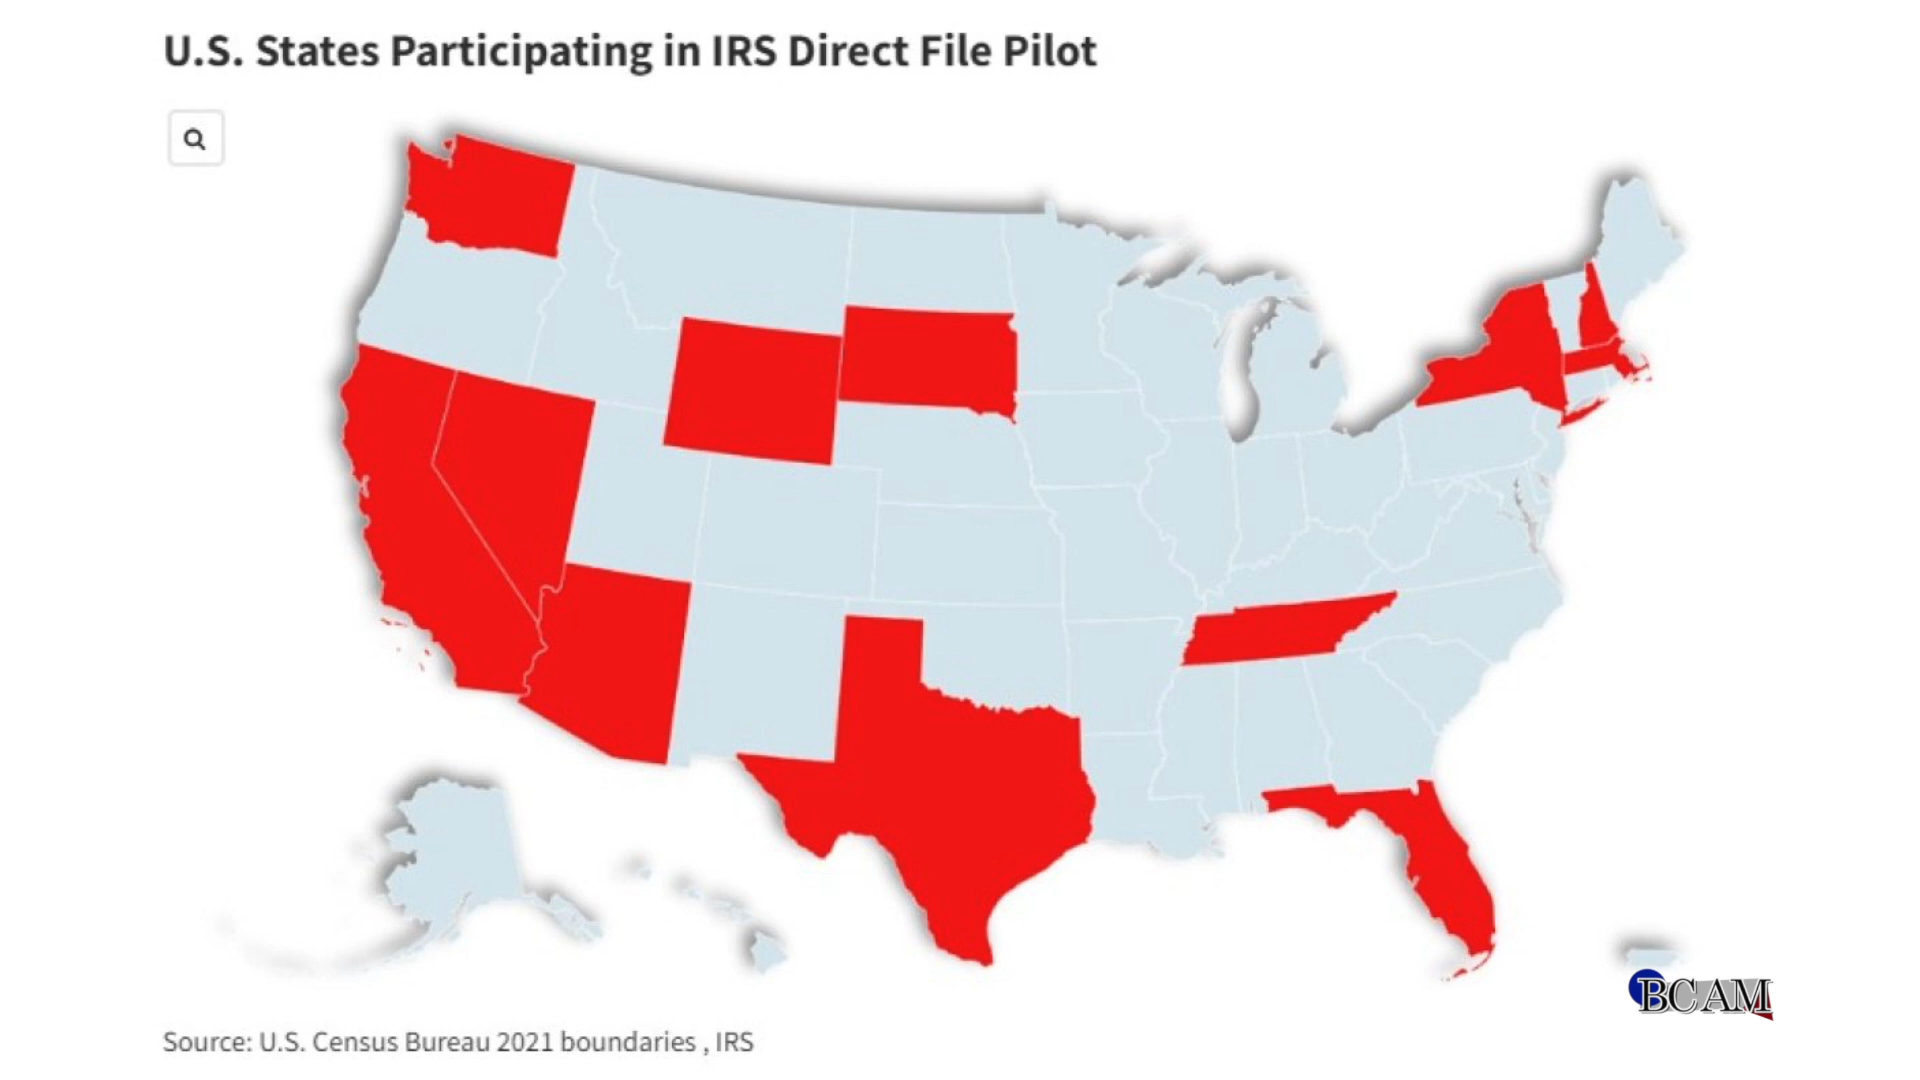 U.S. States Participating in IRS Direct File Pilot
BCAM
Source: U.S. Census Bureau 2021 boundaries , IRS